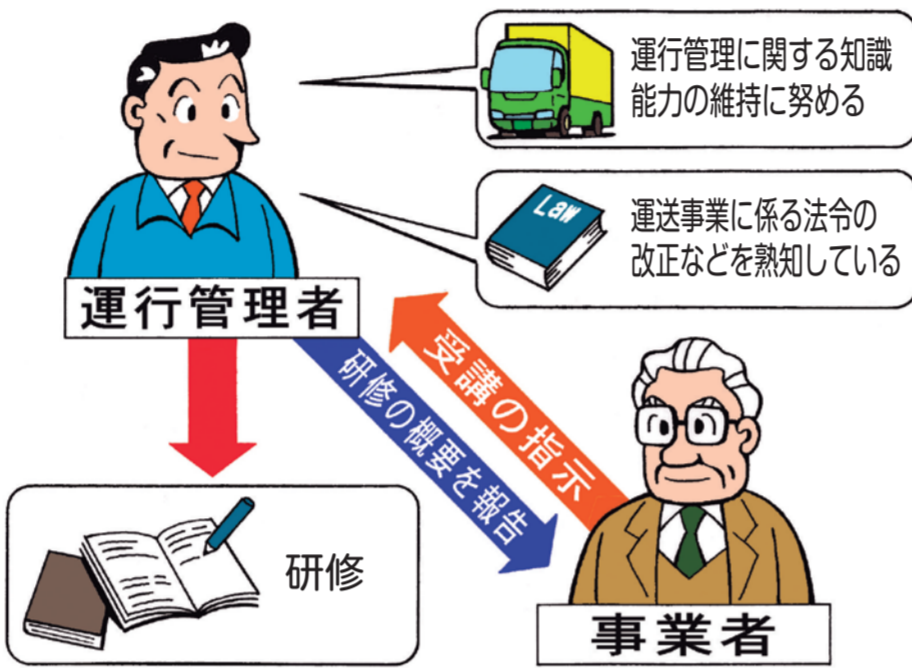 運行管理に関する知識
能力の維持に努める
Law
運送事業に係る法令の
改正などを熟知している
運行管理者
受講の指示
研修の概要を報告
研修
事業者